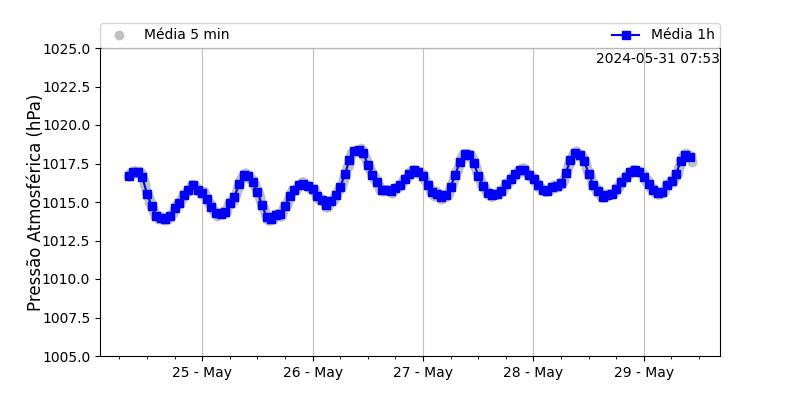 Média 5 min
Média 1h
2024-05-31 07:53
Pressão Atmosférica (hPa)
1025.0
1022.5
1020.0
1017.5
1015.0
1012.5
1010.0
1007.5
1005.0
25 - May
26 - May
27 - May
28 - May
29 - May